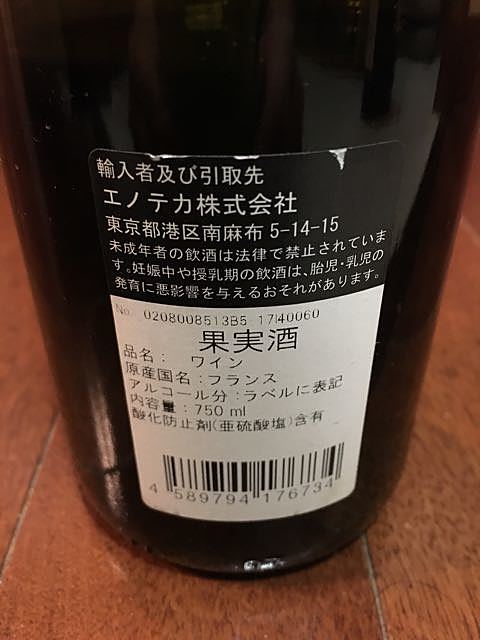 輸入者及び引取先
エノテカ株式会社
東京都港区南麻布 5-14-15
未成年者の飲酒は法律で禁止されていま
す。妊娠中や授乳期の飲酒は、胎児・乳児の
発育に悪影響を与えるおそれがあります。
No. 0208008513B5 17|40060
果実酒
品名： ワイン
原産国名：フランス
アルコール分：ラベルに表記
内容量：750 ml
酸化防止剤(亜硫酸塩)含有
4 589794 176734